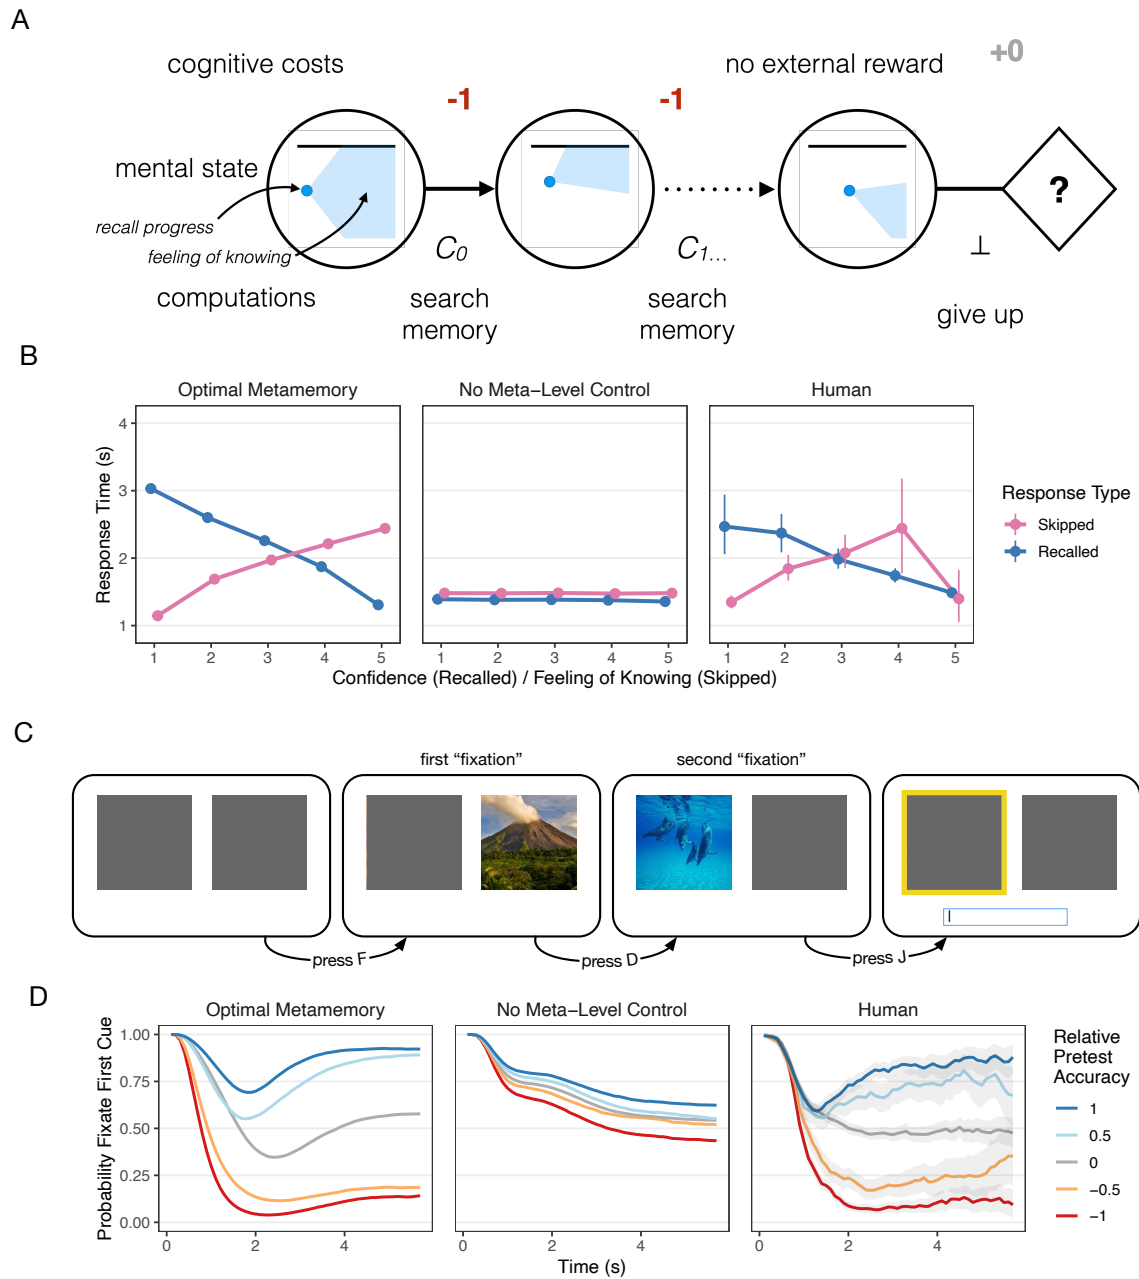 A
cognitive costs
no external reward
+0
-1
-1
mental state
recall progress
feeling of knowing
?
C0
C1...
⊥
computations
search
memory
search
memory
give up
B
Optimal Metamemory
No Meta-Level Control
Human
Response Time (s)
4
3
2
1
1 2 3 4 5
1 2 3 4 5
1 2 3 4 5
Confidence (Recalled) / Feeling of Knowing (Skipped)
Response Type
Skipped
Recalled
C
first “fixation”
second “fixation”
press F
press D
press J
D
Optimal Metamemory
No Meta-Level Control
Human
Probability Fixate First Cue
1.00
0.75
0.50
0.25
0.00
0 2 4
0 2 4
0 2 4
Time (s)
Relative
Pretest
Accuracy
1
0.5
0
−0.5
−1